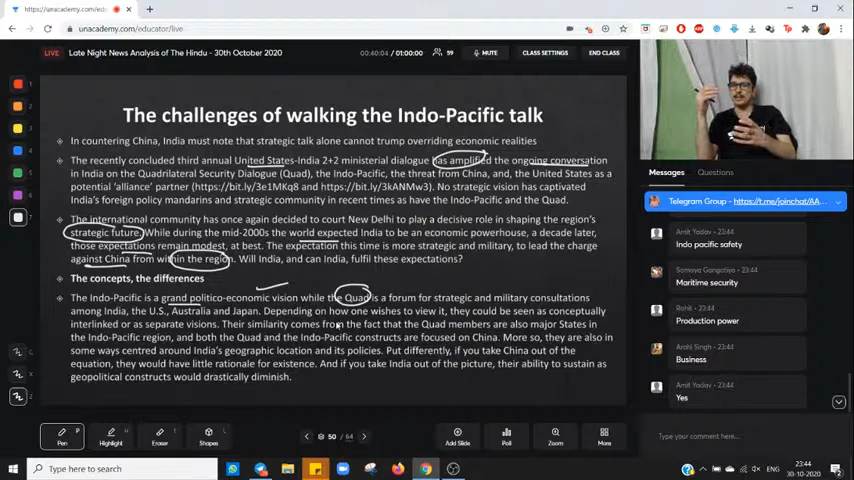 unacademy.com/educator/live
unacademy.com/educator/live
LIVE Late Night News Analysis of The Hindu - 30th October 2020 00:40:04 / 01:00:00 59 MUTE CLASS SETTINGS END CLASS
The challenges of walking the Indo-Pacific talk
In countering China, India must note that strategic talk alone cannot trump overriding economic realities
The recently concluded third annual United States-India 2+2 ministerial dialogue has amplified the ongoing conversation
in India on the Quadrilateral Security Dialogue (Quad), the Indo-Pacific, the threat from China, and, the United States as a
potential 'alliance' partner (https://bit.ly/3e1MKq8 and https://bit.ly/3kANMw3). No strategic vision has captivated
India's foreign policy mandarins and strategic community in recent times as have the Indo-Pacific and the Quad.
The international community has once again decided to court New Delhi to play a decisive role in shaping the region's
strategic future. While during the mid-2000s the world expected India to be an economic powerhouse, a decade later,
those expectations remain modest, at best. The expectation this time is more strategic and military, to lead the charge
against China from within the region. Will India, and can India, fulfil these expectations?
The concepts, the differences
The Indo-Pacific is a grand politico-economic vision while the Quad is a forum for strategic and military consultations
among India, the U.S., Australia and Japan. Depending on how one wishes to view it, they could be seen as conceptually
interlinked or as separate visions. Their similarity comes from the fact that the Quad members are also major States in
the Indo-Pacific region, and both the Quad and the Indo-Pacific constructs are focused on China. More so, they are also in
some ways centred around India's geographic location and its policies. Put differently, if you take China out of the
equation, they would have little rationale for existence. And if you take India out of the picture, their ability to sustain as
geopolitical constructs would drastically diminish.
1
2
3
4
5
6
7
Pen P
Highlight
Eraser
Shapes
50 / 64
Add Slide
Poll
Zoom
More
Messages Questions
Telegram Group : https://t.me/joinchat/AA...
Amit Yadav 23:44
Indo pacific safety
Somaya Gangotiya 23:44
Maritime security
Rohit 23:44
Production power
Arshi Singh 23:44
Business
Amit Yadav 23:44
Yes
Type your comment here...
Type here to search
ENG
23:44
30-10-2020